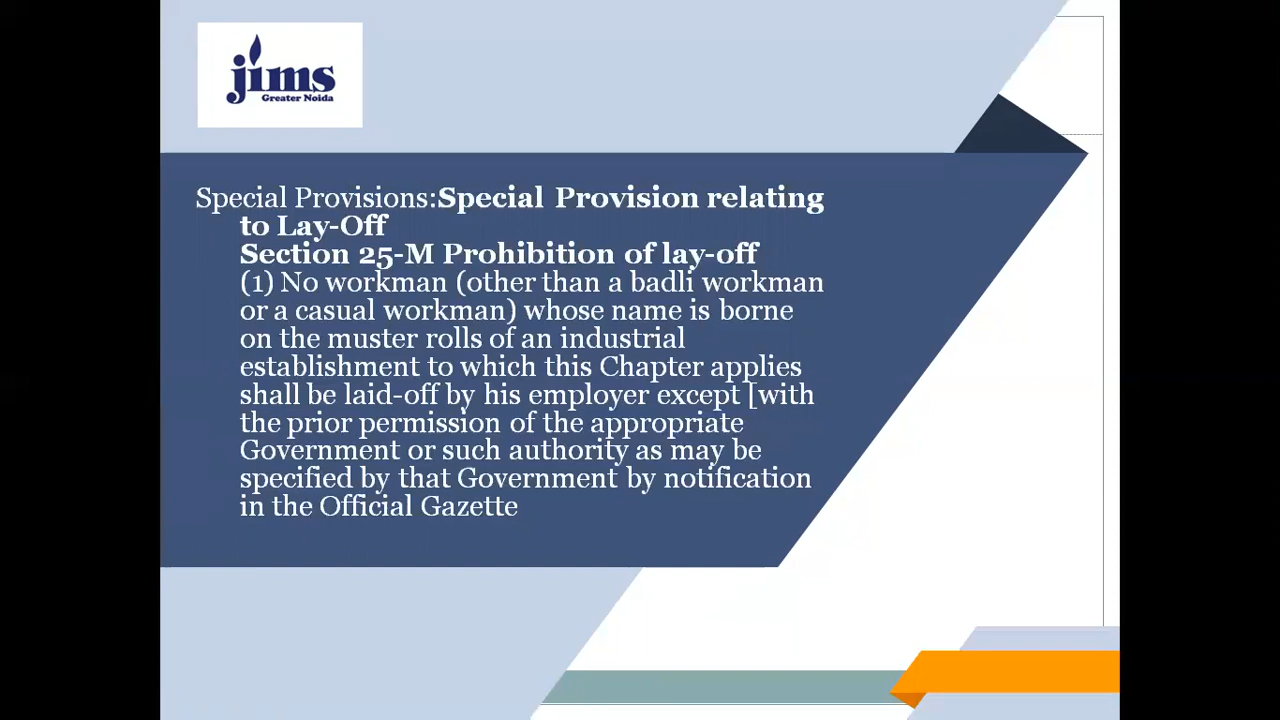 jims
Greater Noida
Special Provisions:Special Provision relating
to Lay-Off
Section 25-M Prohibition of lay-off
(1) No workman (other than a badli workman
or a casual workman) whose name is borne
on the muster rolls of an industrial
establishment to which this Chapter applies
shall be laid-off by his employer except [with
the prior permission of the appropriate
Government or such authority as may be
specified by that Government by notification
in the Official Gazette